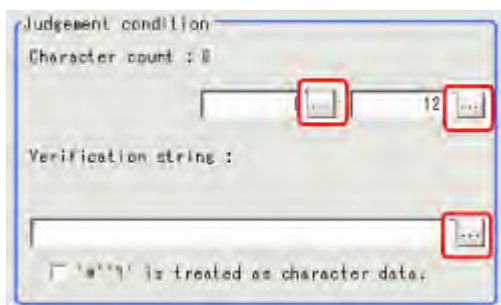 Judgement condition
Character count : 0
... 12 ...
Verification string :
...
is treated as character data.